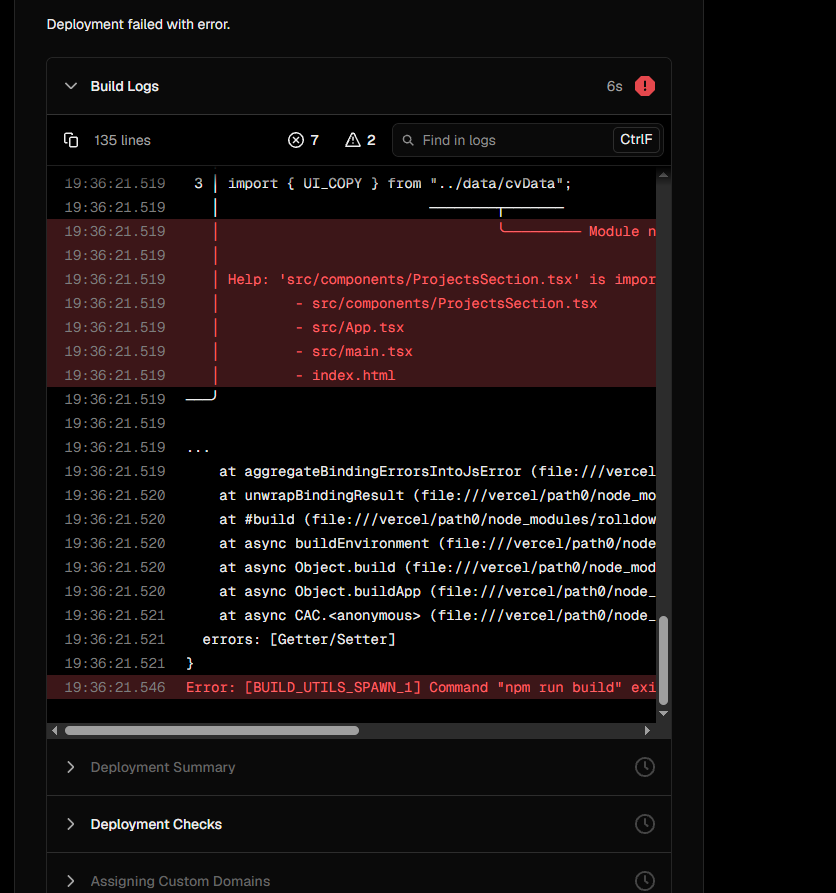 Deployment failed with error.
Build Logs 6s
135 lines 7 2 Find in logs CtrlF
19:36:21.519 3 │ import { UI_COPY } from "../data/cvData";
19:36:21.519 │ ───────┬───────
19:36:21.519 │ ╰───────── Module n
19:36:21.519 │
19:36:21.519 │ Help: 'src/components/ProjectsSection.tsx' is impor
19:36:21.519 │ - src/components/ProjectsSection.tsx
19:36:21.519 │ - src/App.tsx
19:36:21.519 │ - src/main.tsx
19:36:21.519 │ - index.html
19:36:21.519 ───╯
19:36:21.519
19:36:21.519 ...
19:36:21.519 at aggregateBindingErrorsIntoJsError (file:///vercel
19:36:21.520 at unwrapBindingResult (file:///vercel/path0/node_mo
19:36:21.520 at #build (file:///vercel/path0/node_modules/rolldow
19:36:21.520 at async buildEnvironment (file:///vercel/path0/node
19:36:21.520 at async Object.build (file:///vercel/path0/node_mod
19:36:21.520 at async Object.buildApp (file:///vercel/path0/node_
19:36:21.521 at async CAC.<anonymous> (file:///vercel/path0/node_
19:36:21.521 errors: [Getter/Setter]
19:36:21.521 }
19:36:21.546 Error: [BUILD_UTILS_SPAWN_1] Command "npm run build" exi
Deployment Summary
Deployment Checks
Assigning Custom Domains